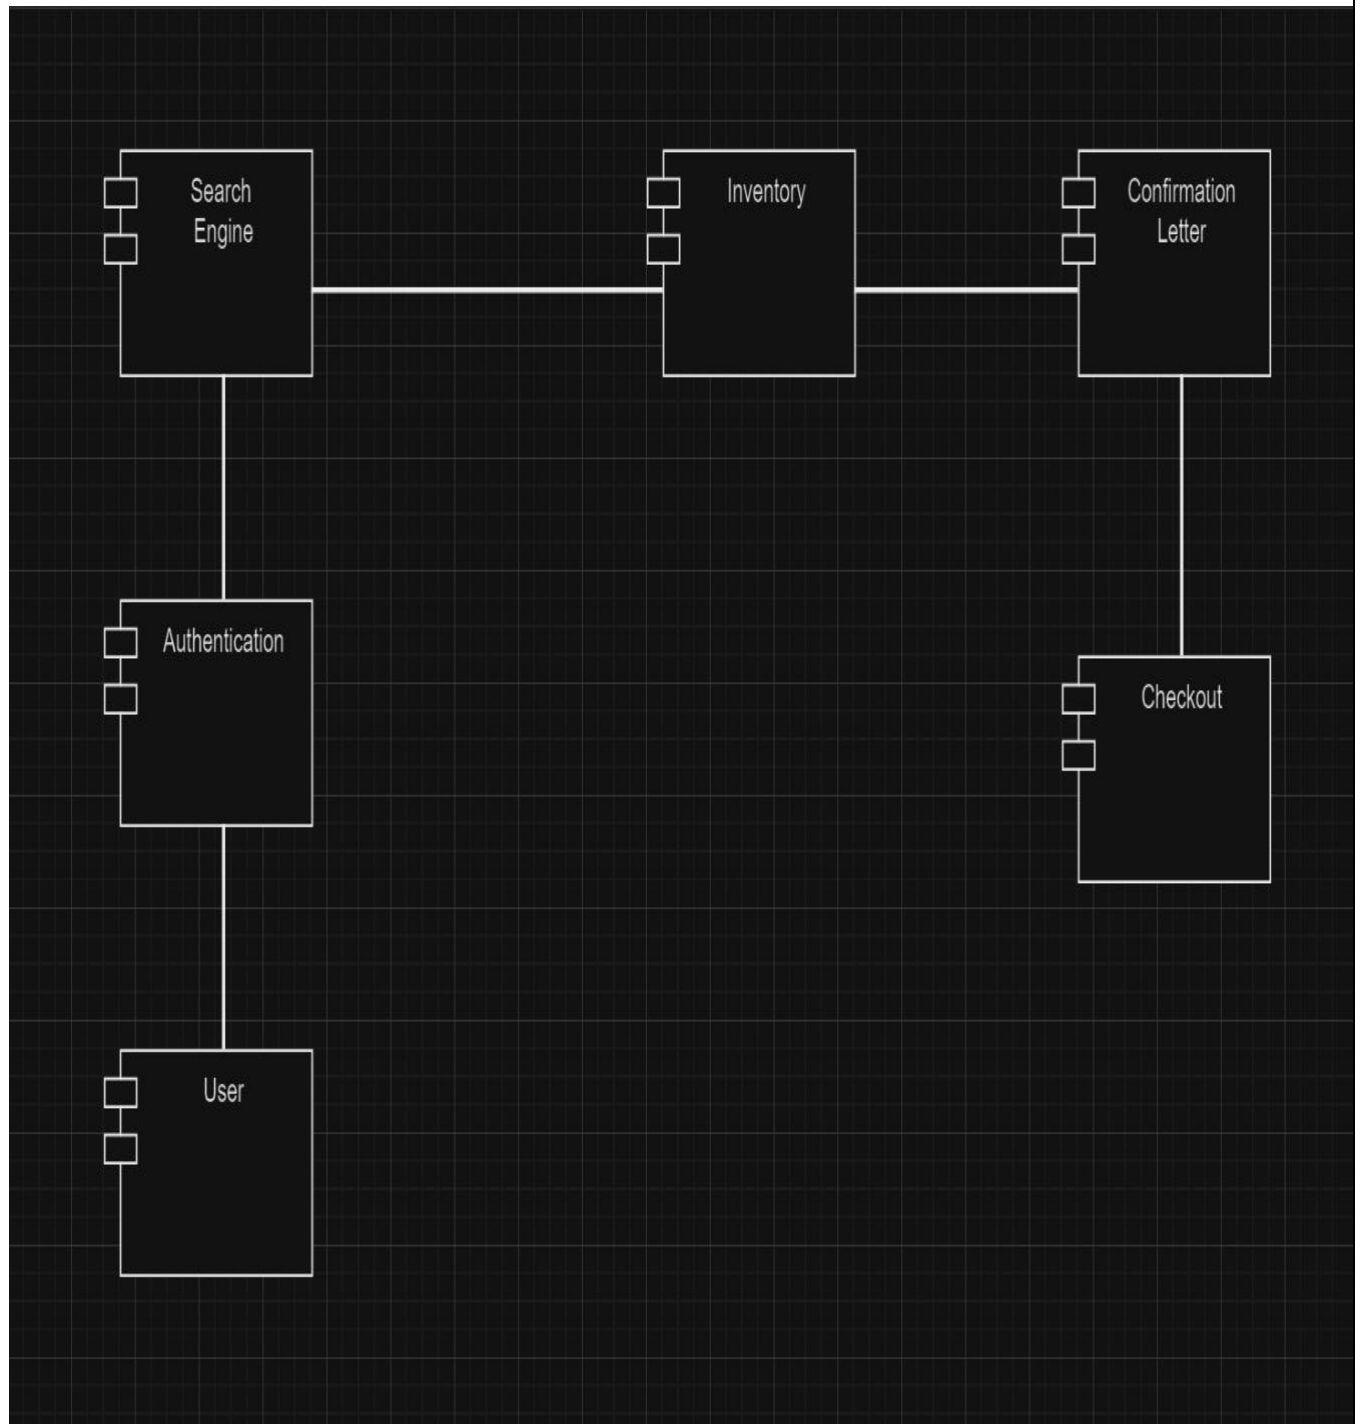 Search
Engine
Inventory
Confirmation
Letter
Authentication
Checkout
User